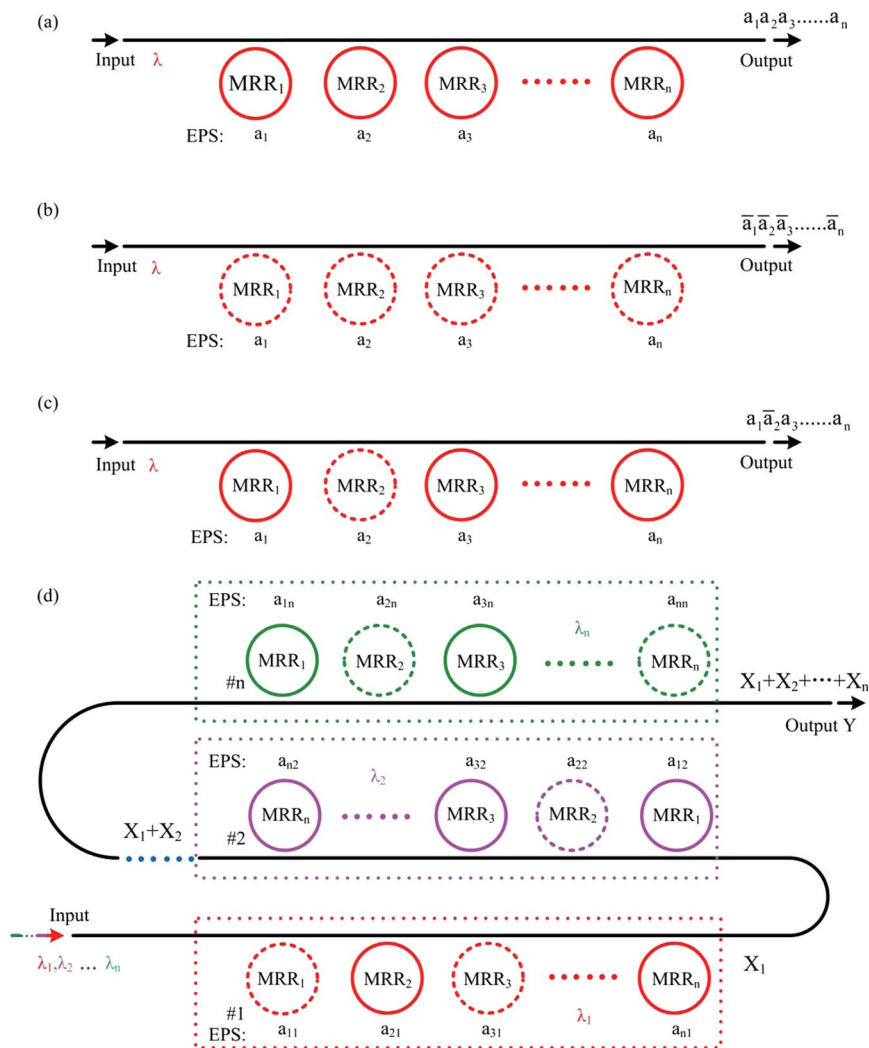 (a)
a₁a₂a₃......aₙ
Input λ
Output
MRR₁ MRR₂ MRR₃ MRRₙ
EPS: a₁ a₂ a₃ aₙ
(b)
a̅₁a̅₂a̅₃......a̅ₙ
Input λ
Output
MRR₁ MRR₂ MRR₃ MRRₙ
EPS: a₁ a₂ a₃ aₙ
(c)
a₁a̅₂a₃......aₙ
Input λ
Output
MRR₁ MRR₂ MRR₃ MRRₙ
EPS: a₁ a₂ a₃ aₙ
(d)
EPS: a₁ₙ a₂ₙ a₃ₙ aₙₙ
λₙ
MRR₁ MRR₂ MRR₃ MRRₙ
#n
X₁+X₂+···+Xₙ
Output Y
EPS: aₙ₂ a₃₂ a₂₂ a₁₂
λ₂
MRRₙ MRR₃ MRR₂ MRR₁
X₁+X₂
#2
Input
λ₁,λ₂ ... λₙ
X₁
MRR₁ MRR₂ MRR₃ MRRₙ
#1
λ₁
EPS: a₁₁ a₂₁ a₃₁ aₙ₁